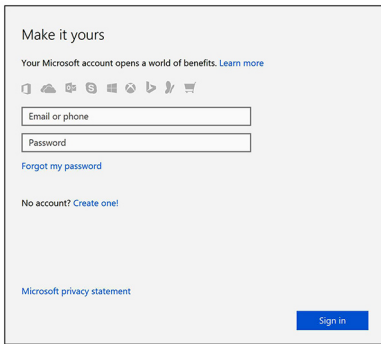 Make it yours
Your Microsoft account opens a world of benefits. Learn more
Email or phone
Password
Forgot my password
No account? Create one!
Microsoft privacy statement
Sign in